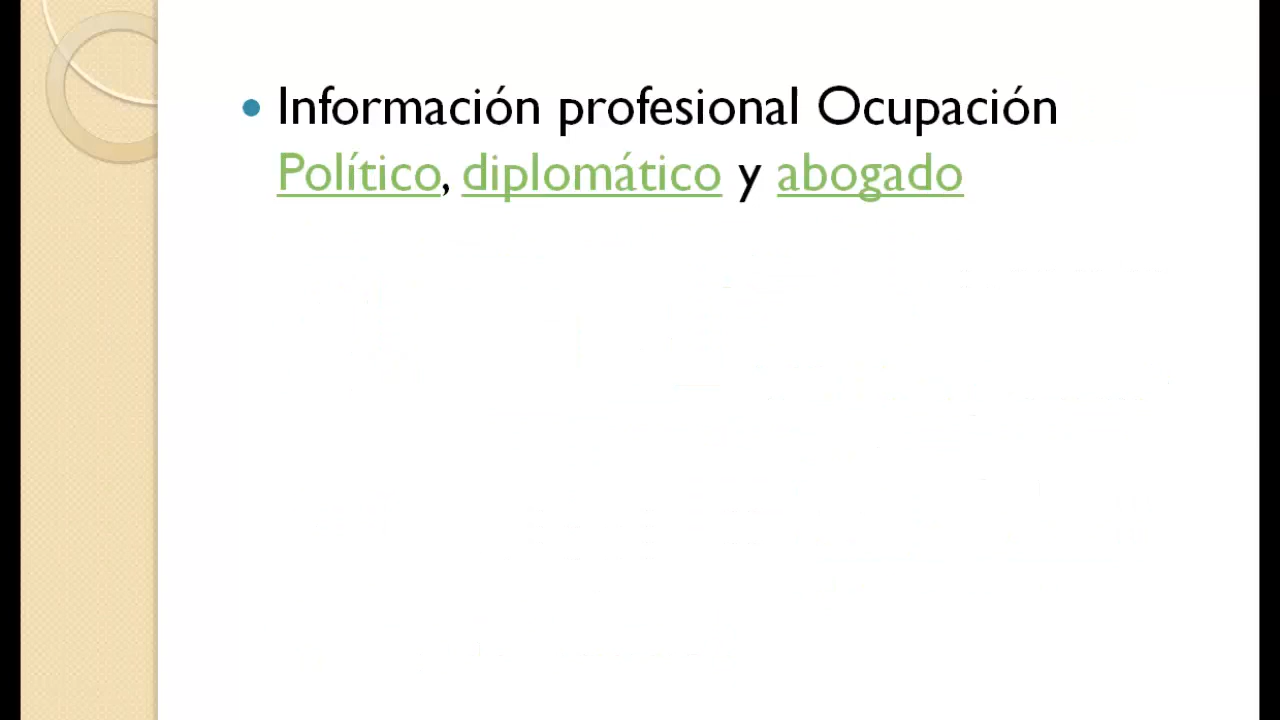 • Información profesional Ocupación
Político, diplomático y abogado